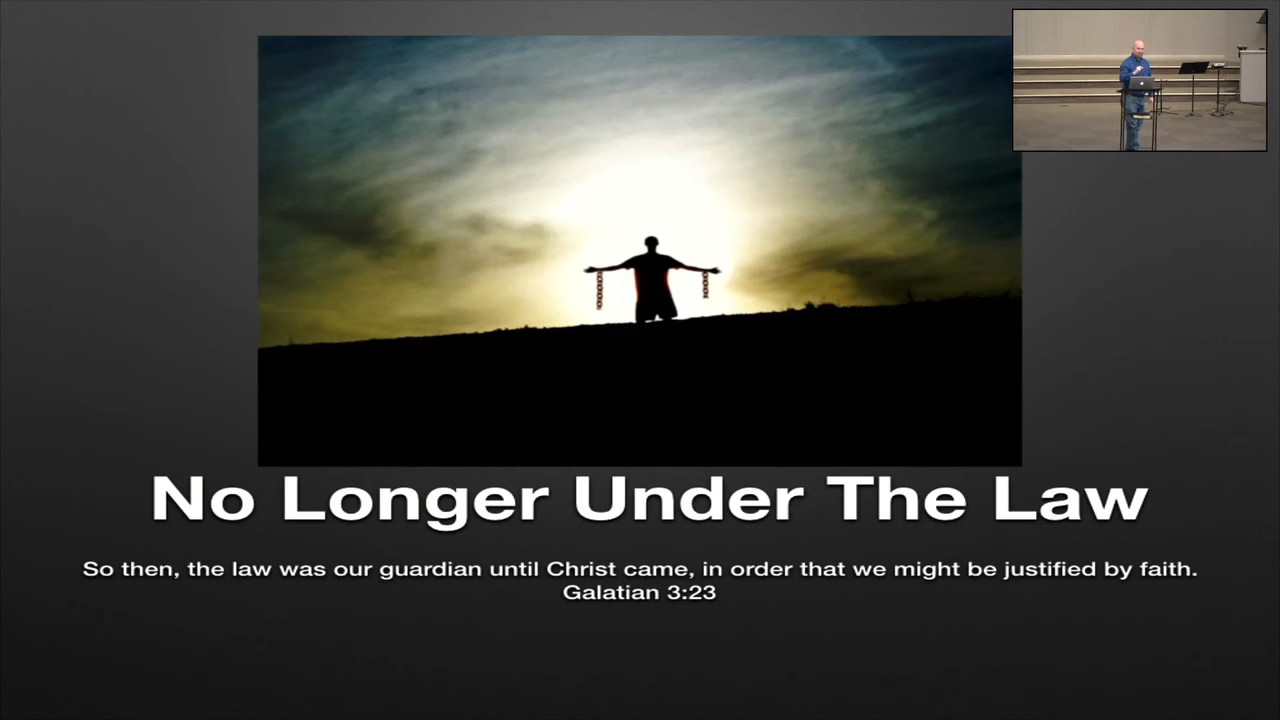 No Longer Under The Law
So then, the law was our guardian until Christ came, in order that we might be justified by faith.
Galatian 3:23